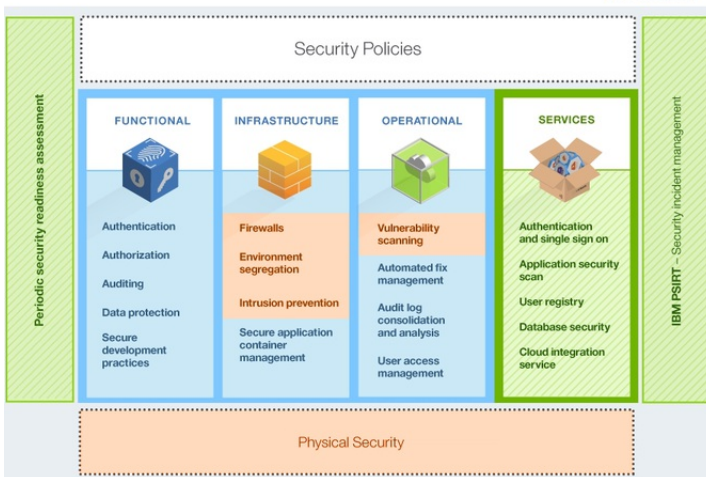 Security Policies
Periodic security readiness assessment
FUNCTIONAL
Authentication
Authorization
Auditing
Data protection
Secure
development
practices
INFRASTRUCTURE
Firewalls
Environment
segregation
Intrusion prevention
Secure application
container
management
OPERATIONAL
Vulnerability
scanning
Automated fix
management
Audit log
consolidation
and analysis
User access
management
SERVICES
Authentication
and single sign on
Application security
scan
User registry
Database security
Cloud integration
service
IBM PSIRT – Security incident management
Physical Security